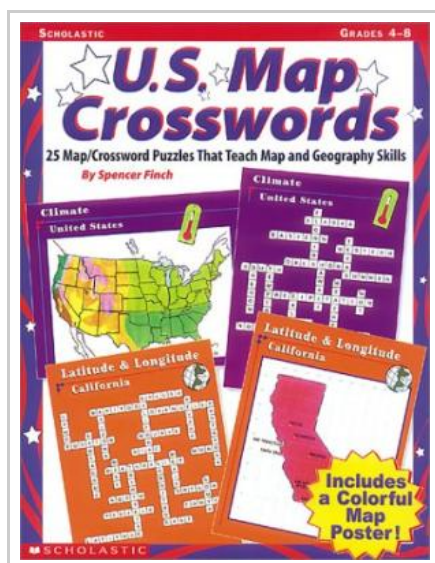 SCHOLASTIC
GRADES 4–8
U.S. Map
Crosswords
25 Map/Crossword Puzzles That Teach Map and Geography Skills
By Spencer Finch
Climate
United States
Climate
United States
Latitude & Longitude
California
Latitude & Longitude
California
Includes
a Colorful
Map
Poster!
SCHOLASTIC